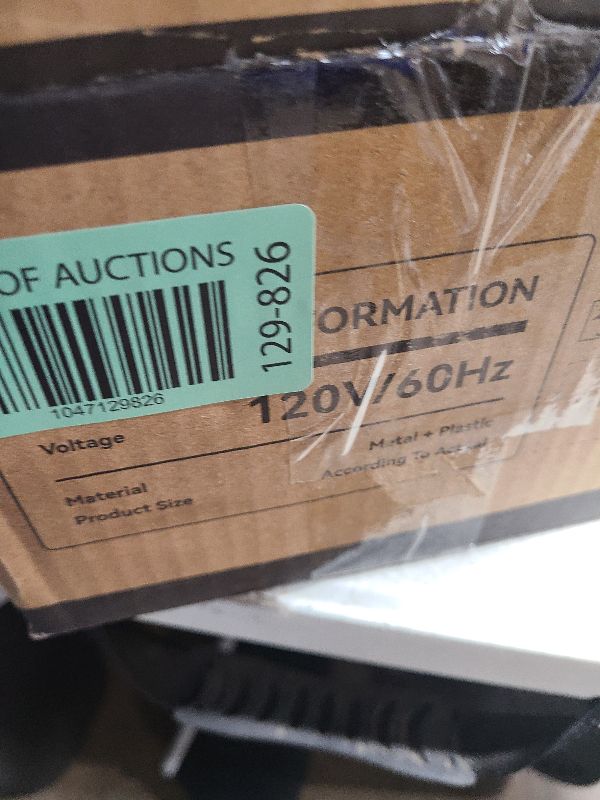 OF AUCTIONS
129-826
1047129826
ORMATION
Voltage 120V/60Hz
Material Metal + Plastic
Product Size According To Actual